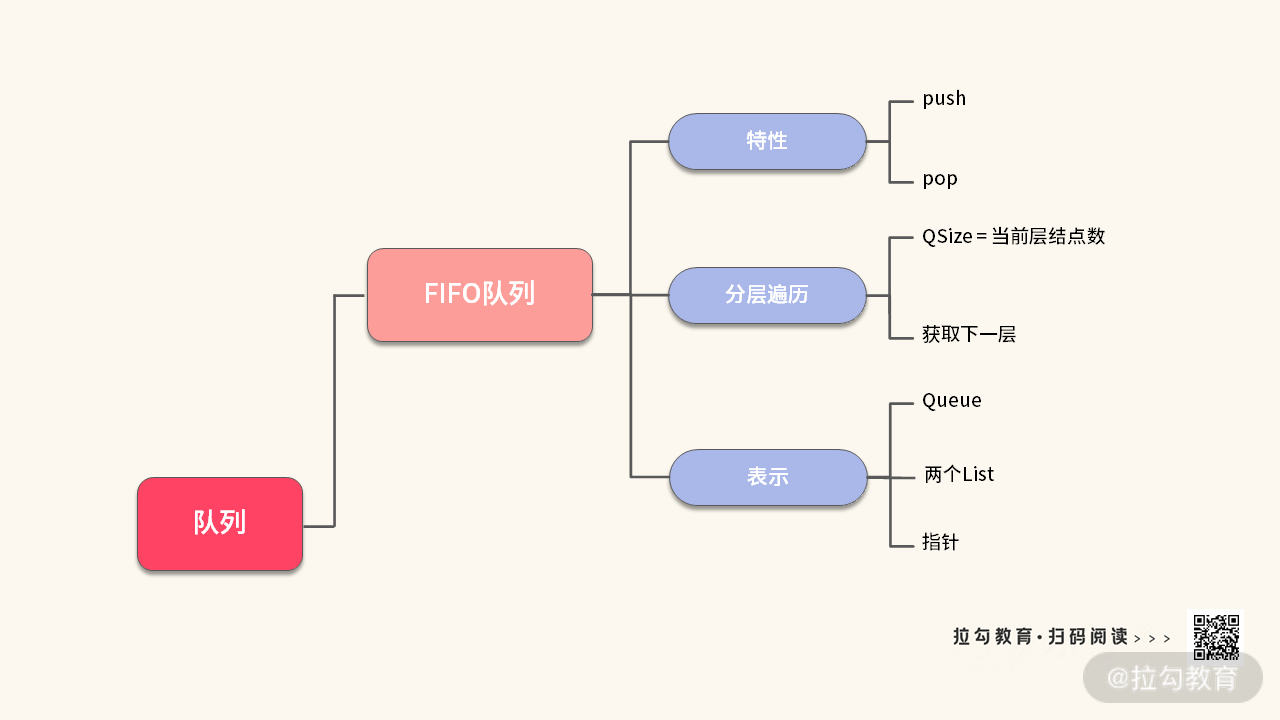 队列
FIFO队列
特性
push
pop
分层遍历
QSize = 当前层结点数
获取下一层
表示
Queue
两个List
指针
拉勾教育·扫码阅读>>>
@拉勾教育